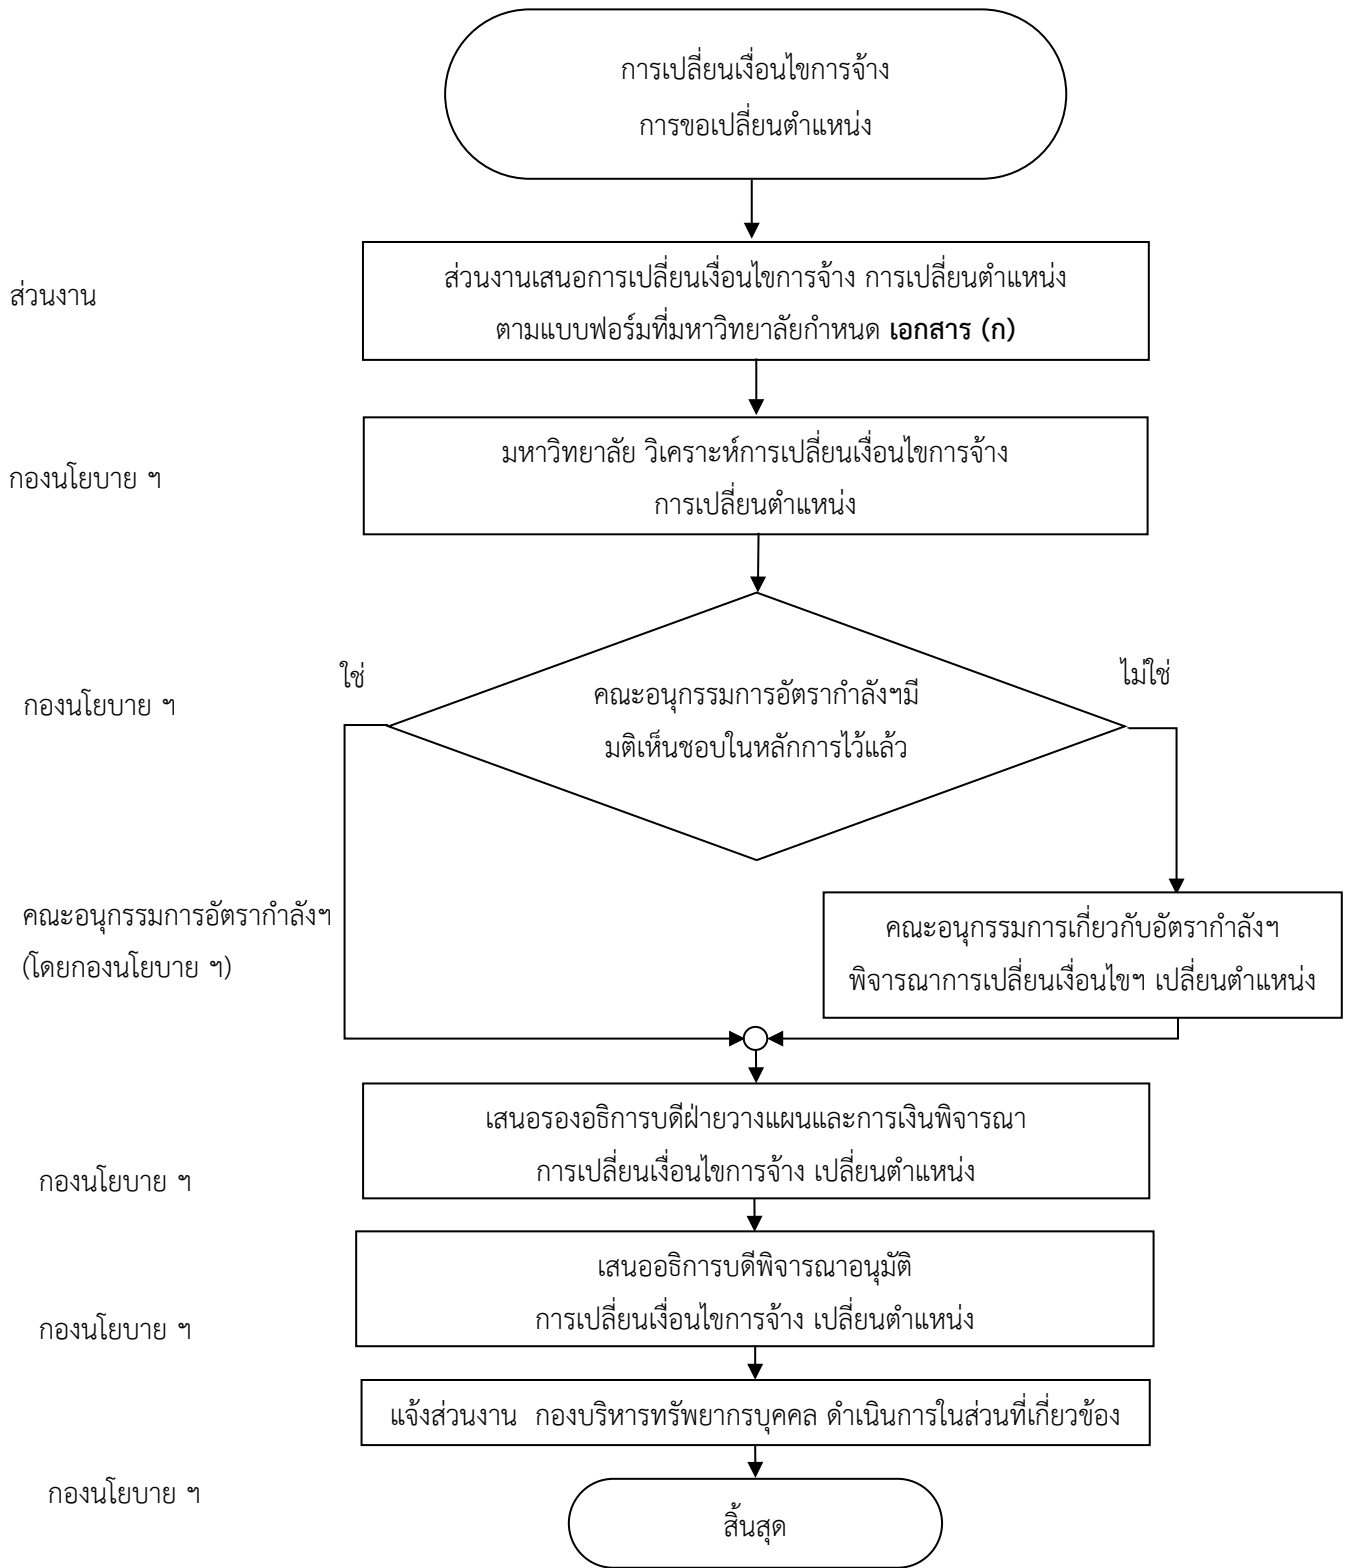 การเปลี่ยนเงื่อนไขการจ้าง
การขอเปลี่ยนตำแหน่ง
ส่วนงาน
ส่วนงานเสนอการเปลี่ยนเงื่อนไขการจ้าง การเปลี่ยนตำแหน่ง
ตามแบบฟอร์มที่มหาวิทยาลัยกำหนด เอกสาร (ก)
กองนโยบาย ฯ
มหาวิทยาลัย วิเคราะห์การเปลี่ยนเงื่อนไขการจ้าง
การเปลี่ยนตำแหน่ง
ใช่
ไม่ใช่
กองนโยบาย ฯ
คณะอนุกรรมการอัตรากำลังฯมี
มติเห็นชอบในหลักการไว้แล้ว
คณะอนุกรรมการอัตรากำลังฯ
(โดยกองนโยบาย ฯ)
คณะอนุกรรมการเกี่ยวกับอัตรากำลังฯ
พิจารณาการเปลี่ยนเงื่อนไขฯ เปลี่ยนตำแหน่ง
กองนโยบาย ฯ
เสนอรองอธิการบดีฝ่ายวางแผนและการเงินพิจารณา
การเปลี่ยนเงื่อนไขการจ้าง เปลี่ยนตำแหน่ง
กองนโยบาย ฯ
เสนออธิการบดีพิจารณาอนุมัติ
การเปลี่ยนเงื่อนไขการจ้าง เปลี่ยนตำแหน่ง
แจ้งส่วนงาน กองบริหารทรัพยากรบุคคล ดำเนินการในส่วนที่เกี่ยวข้อง
กองนโยบาย ฯ
สิ้นสุด